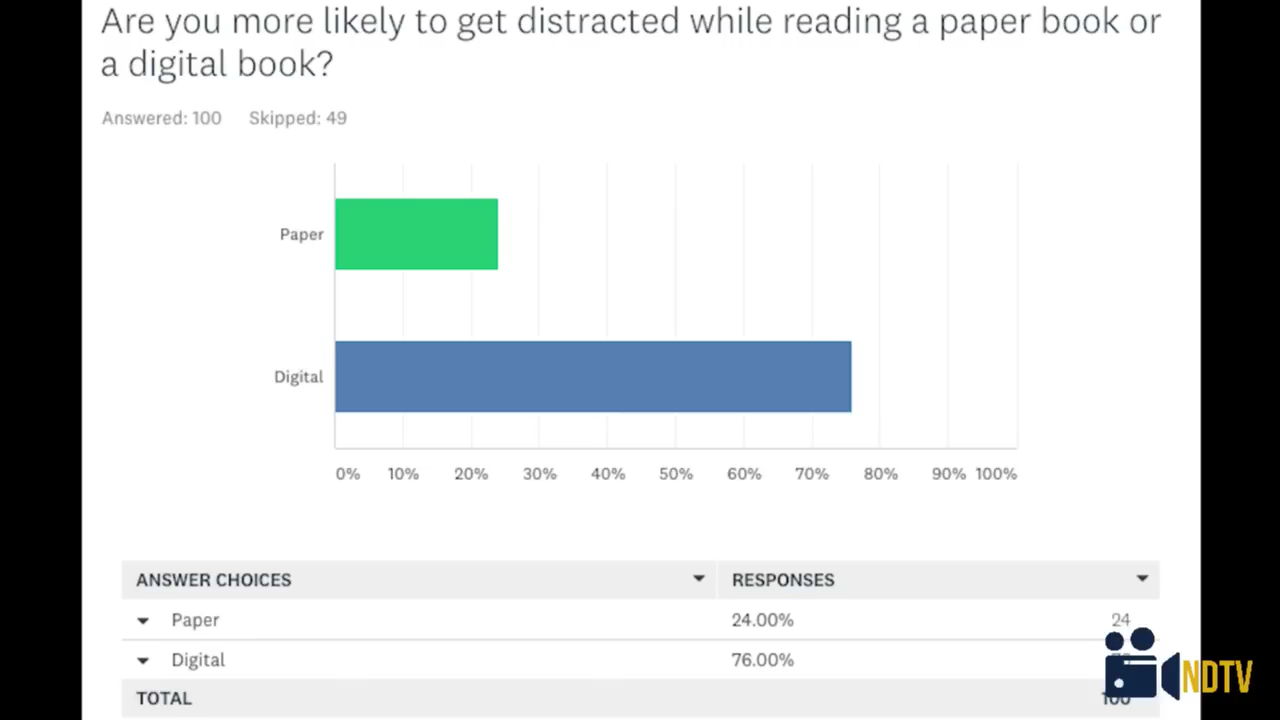 Are you more likely to get distracted while reading a paper book or
a digital book?
Answered: 100 Skipped: 49
Paper
Digital
0% 10% 20% 30% 40% 50% 60% 70% 80% 90% 100%
ANSWER CHOICES RESPONSES
Paper 24.00% 24
Digital 76.00%
TOTAL 100
NDTV